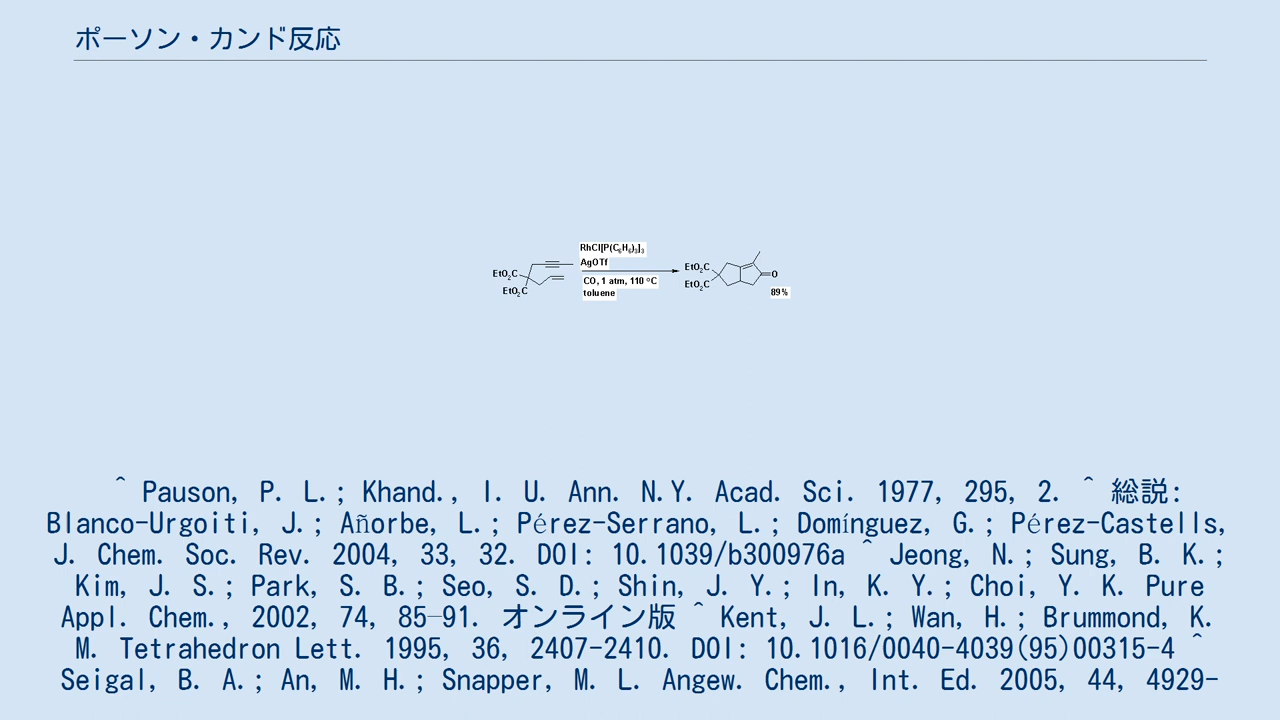 ポーソン・カンド反応
RhCl[P(C6H6)3]3
AgOTf
EtO2C
EtO2C
CO, 1 atm, 110 °C
toluene
EtO2C
EtO2C
O
89%
^ Pauson, P. L.; Khand., I. U. Ann. N.Y. Acad. Sci. 1977, 295, 2. ^ 総説:
Blanco-Urgoiti, J.; Añorbe, L.; Pérez-Serrano, L.; Domínguez, G.; Pérez-Castells,
J. Chem. Soc. Rev. 2004, 33, 32. DOI: 10.1039/b300976a ^ Jeong, N.; Sung, B. K.;
Kim, J. S.; Park, S. B.; Seo, S. D.; Shin, J. Y.; In, K. Y.; Choi, Y. K. Pure
Appl. Chem., 2002, 74, 85–91. オンライン版 ^ Kent, J. L.; Wan, H.; Brummond, K.
M. Tetrahedron Lett. 1995, 36, 2407-2410. DOI: 10.1016/0040-4039(95)00315-4 ^
Seigal, B. A.; An, M. H.; Snapper, M. L. Angew. Chem., Int. Ed. 2005, 44, 4929-